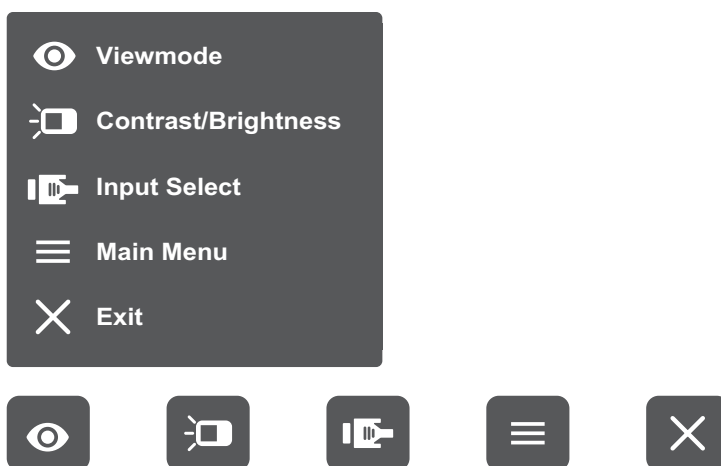 Viewmode
Contrast/Brightness
Input Select
Main Menu
Exit